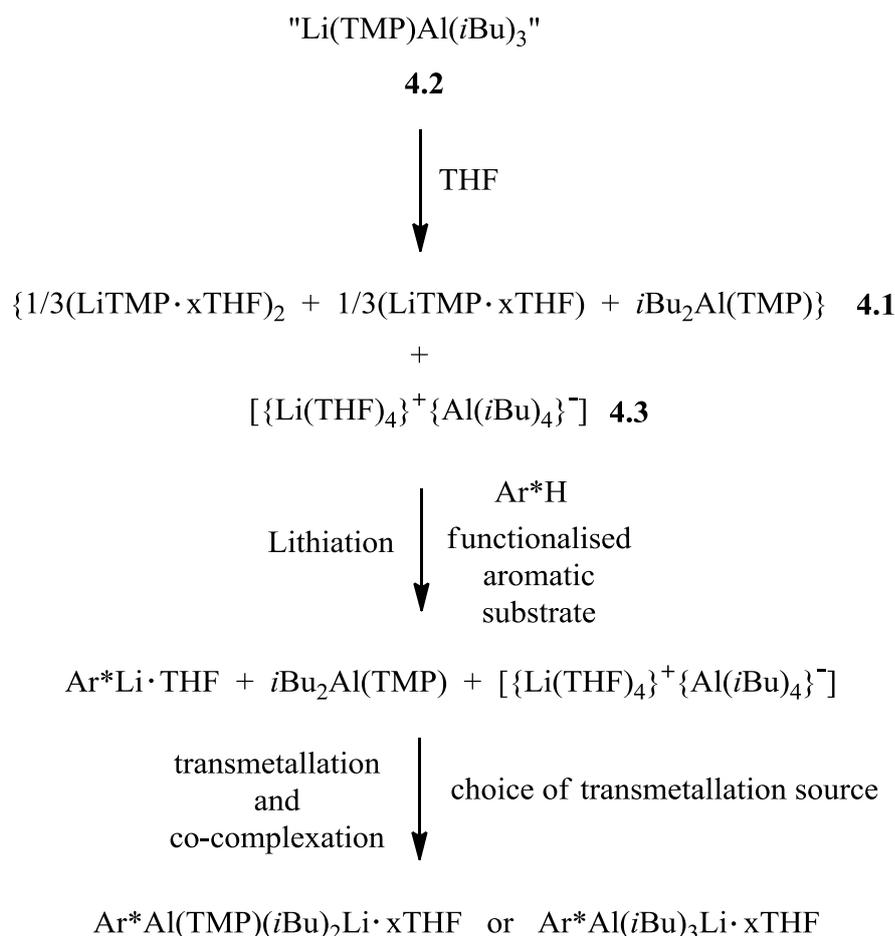 "Li(TMP)Al(iBu)₃"
4.2
THF
{1/3(LiTMP·xTHF)₂ + 1/3(LiTMP·xTHF) + iBu₂Al(TMP)} 4.1
+
[{Li(THF)₄}⁺{Al(iBu)₄}⁻] 4.3
Ar*H
Lithiation
functionalised
aromatic
substrate
Ar*Li·THF + iBu₂Al(TMP) + [{Li(THF)₄}⁺{Al(iBu)₄}⁻]
transmetallation
and
co-complexation
choice of transmetallation source
Ar*Al(TMP)(iBu)₂Li·xTHF or Ar*Al(iBu)₃Li·xTHF